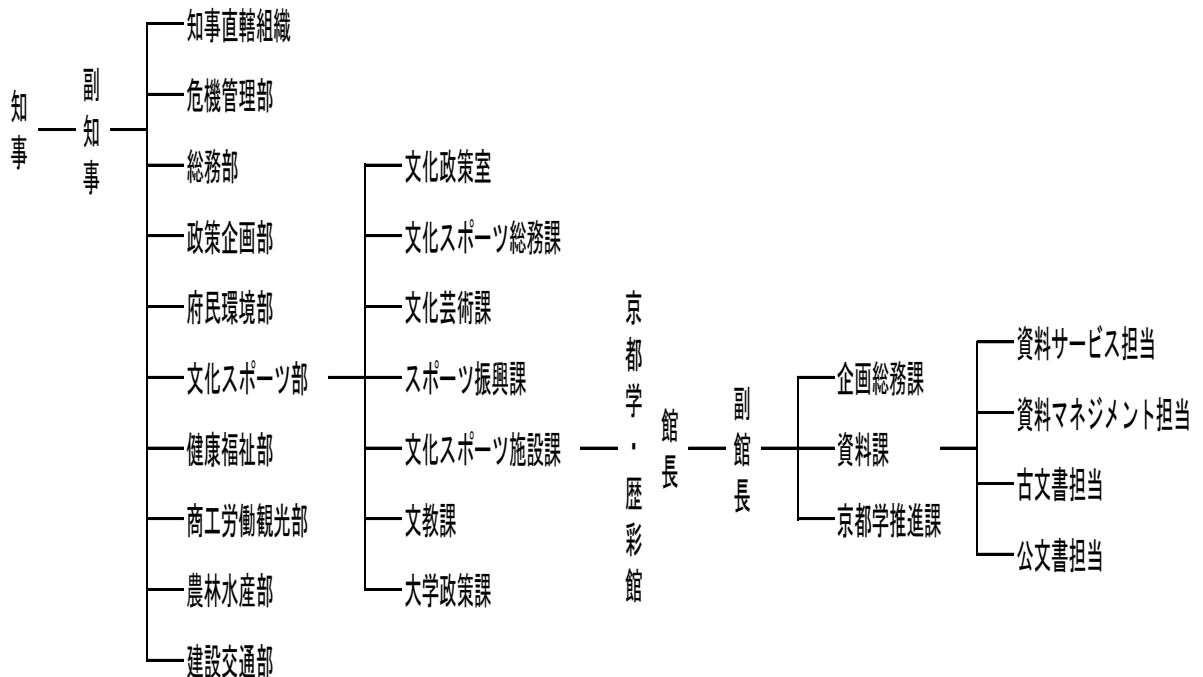 知事
副知事
知事直轄組織
危機管理部
総務部
政策企画部
府民環境部
文化スポーツ部
健康福祉部
商工労働観光部
農林水産部
建設交通部
文化政策室
文化スポーツ総務課
文化芸術課
スポーツ振興課
文化スポーツ施設課
文教課
大学政策課
京都学・歴彩館
館長
副館長
企画総務課
資料課
京都学推進課
資料サービス担当
資料マネジメント担当
古文書担当
公文書担当